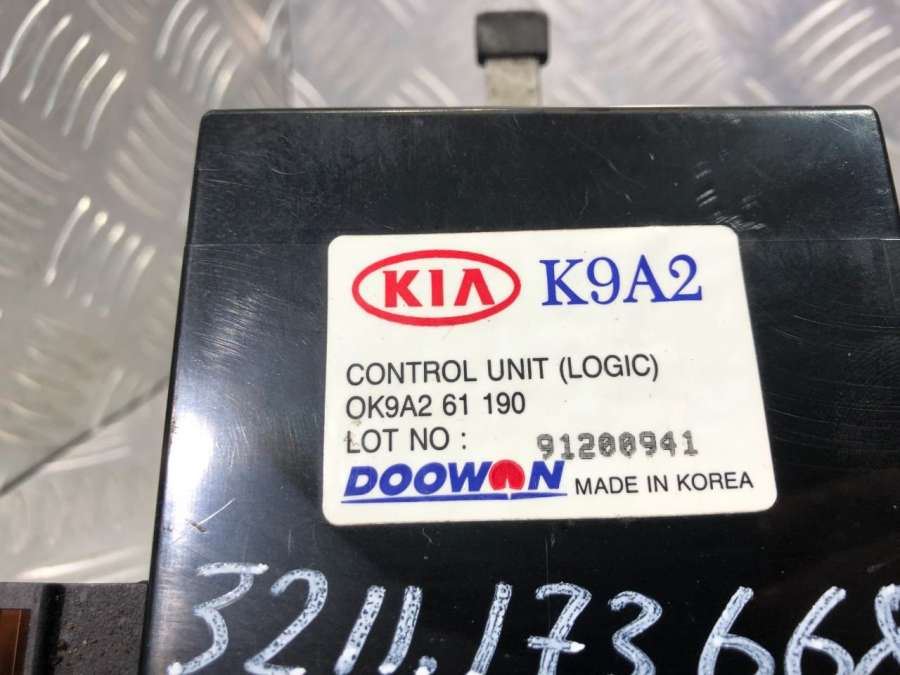 KIA K9A2
CONTROL UNIT (LOGIC)
OK9A2 61 190
LOT NO : 91200941
DOOWON MADE IN KOREA
3211.173668